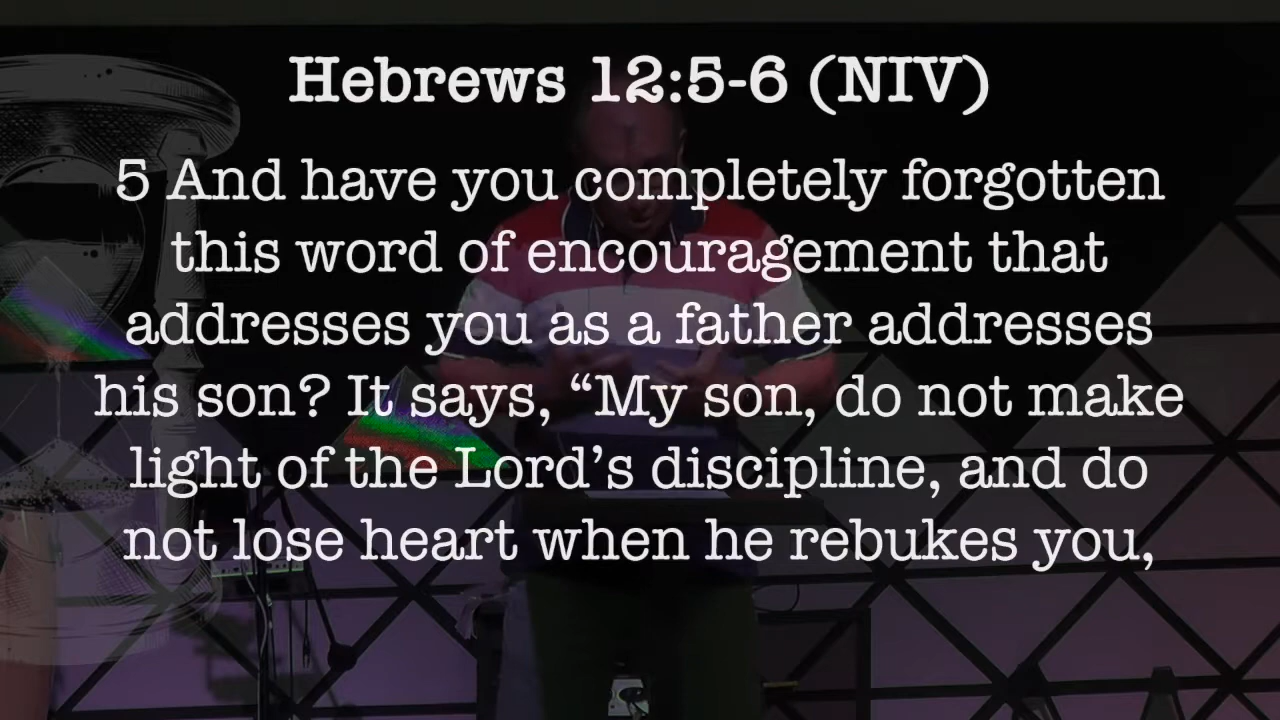 Hebrews 12:5-6 (NIV)
5 And have you completely forgotten
this word of encouragement that
addresses you as a father addresses
his son? It says, “My son, do not make
light of the Lord’s discipline, and do
not lose heart when he rebukes you,